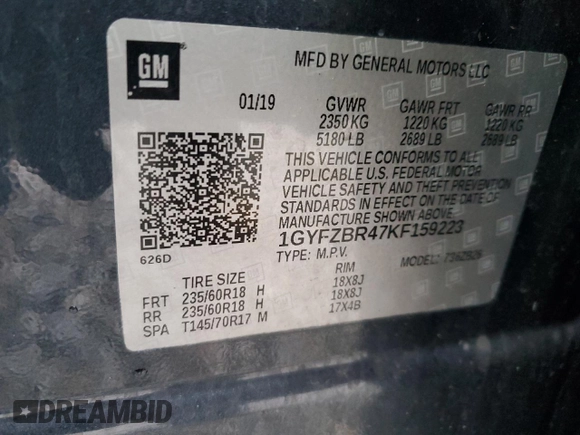 GM
MFD BY GENERAL MOTORS LLC
01/19 GVWR GAWR FRT GAWR RR
2350 KG 1220 KG 1220 KG
5180 LB 2689 LB 2689 LB
THIS VEHICLE CONFORMS TO ALL
APPLICABLE U.S. FEDERAL MOTOR
VEHICLE SAFETY AND THEFT PREVENTION
STANDARDS IN EFFECT ON THE DATE OF
MANUFACTURE SHOWN ABOVE.
1GYFZBR47KF159223
626D TYPE: M.P.V. MODEL:
TIRE SIZE RIM
FRT 235/60R18 H 18X8J
RR 235/60R18 H 18X8J
SPA T145/70R17 M 17X4B
DREAMBID